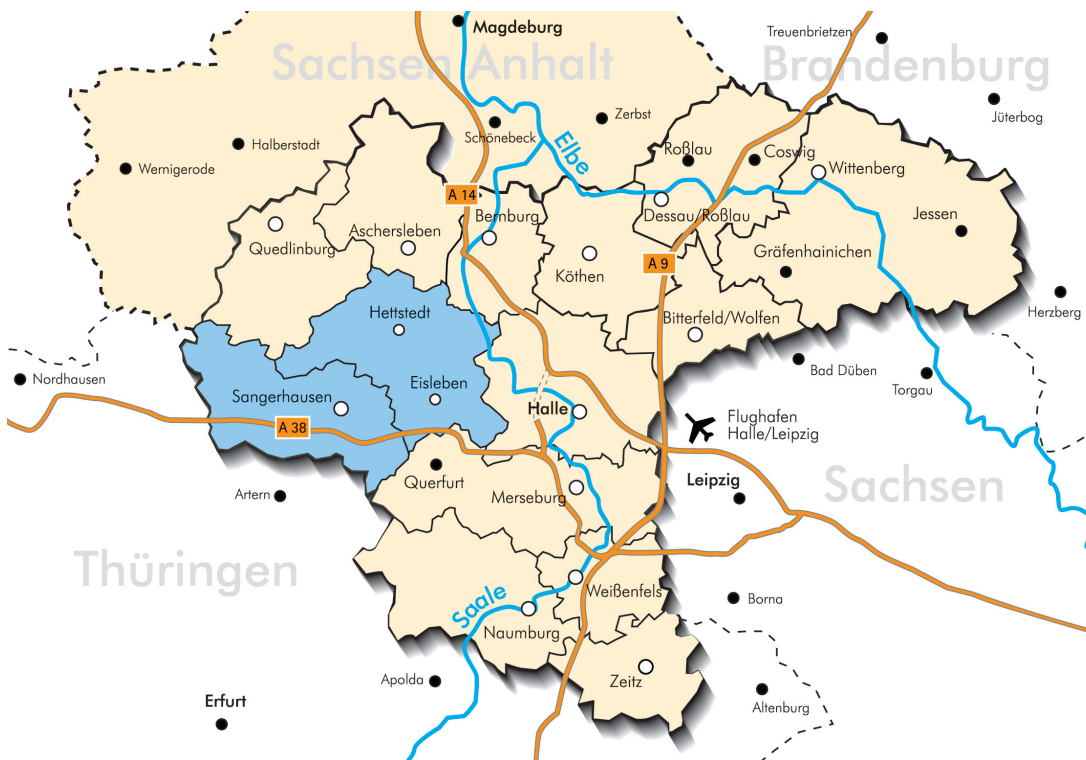 Magdeburg
Treuenbrietzen
Sachsen Anhalt
Brandenburg
Jüterbog
Zerbst
Schönebeck
Halberstadt
Elbe
Roßlau
Coswig
Wernigerode
Wittenberg
A 14
Bernburg
Dessau/Roßlau
Jessen
Aschersleben
Quedlinburg
Gräfenhainichen
Köthen
A 9
Hettstedt
Bitterfeld/Wolfen
Herzberg
Bad Düben
Nordhausen
Eisleben
Torgau
Sangerhausen
Halle
Flughafen
Halle/Leipzig
A 38
Querfurt
Leipzig
Sachsen
Artern
Merseburg
Thüringen
Weißenfels
Borna
Saale
Naumburg
Apolda
Zeitz
Erfurt
Altenburg